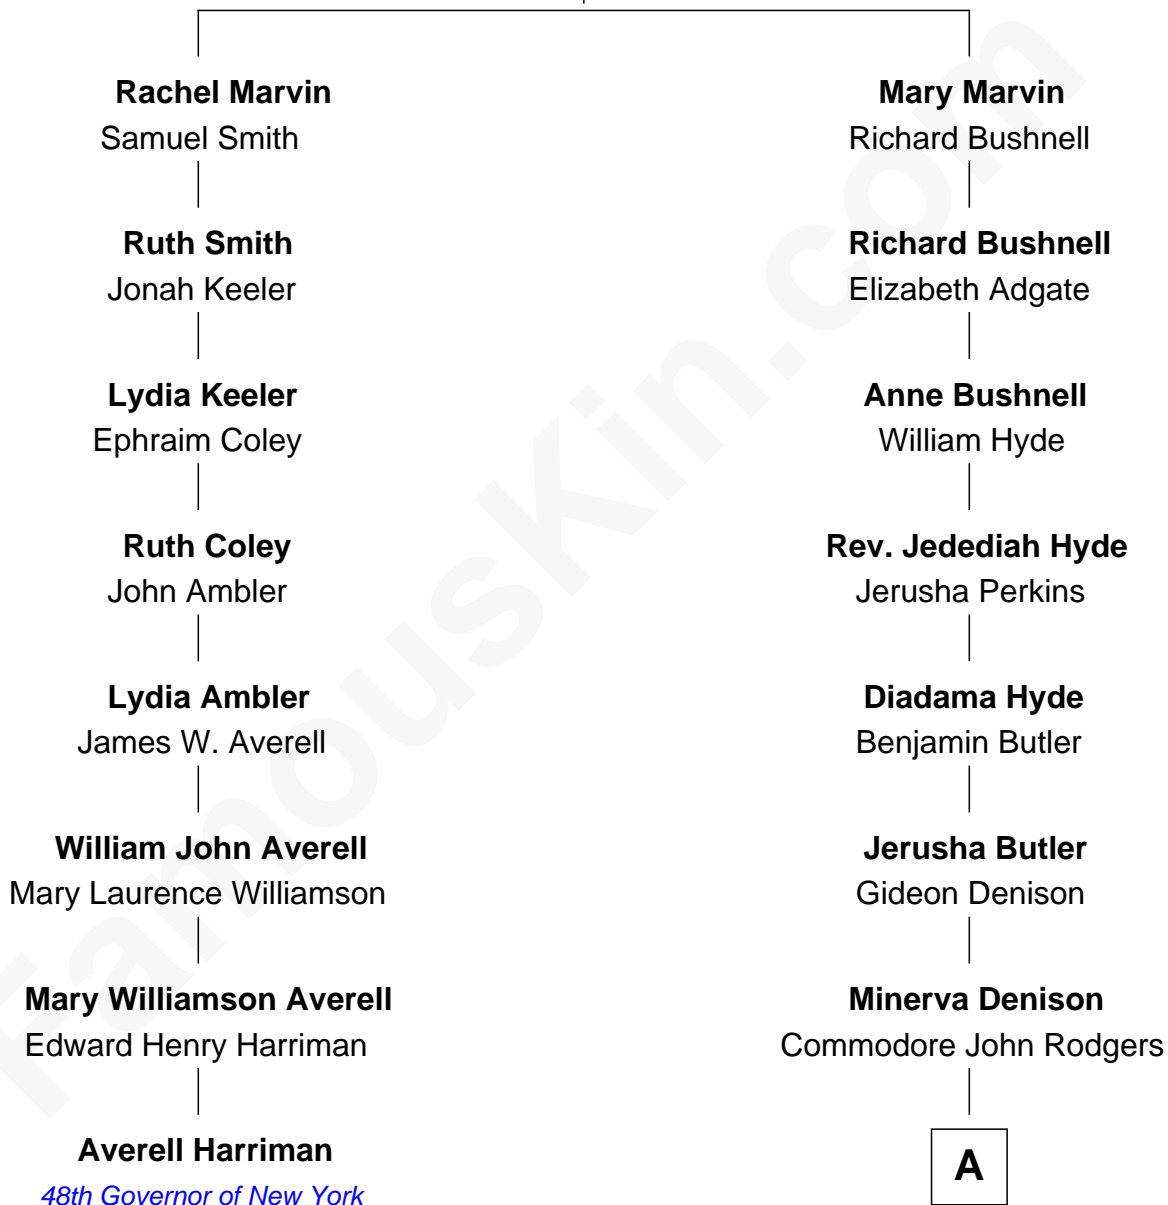 Rachel Marvin
Samuel Smith
Ruth Smith
Jonah Keeler
Lydia Keeler
Ephraim Coley
Ruth Coley
John Ambler
Lydia Ambler
James W. Averell
William John Averell
Mary Laurence Williamson
Mary Williamson Averell
Edward Henry Harriman
Averell Harriman
48th Governor of New York
Mary Marvin
Richard Bushnell
Richard Bushnell
Elizabeth Adgate
Anne Bushnell
William Hyde
Rev. Jedediah Hyde
Jerusha Perkins
Diadama Hyde
Benjamin Butler
Jerusha Butler
Gideon Denison
Minerva Denison
Commodore John Rodgers
A
FamousKin.com